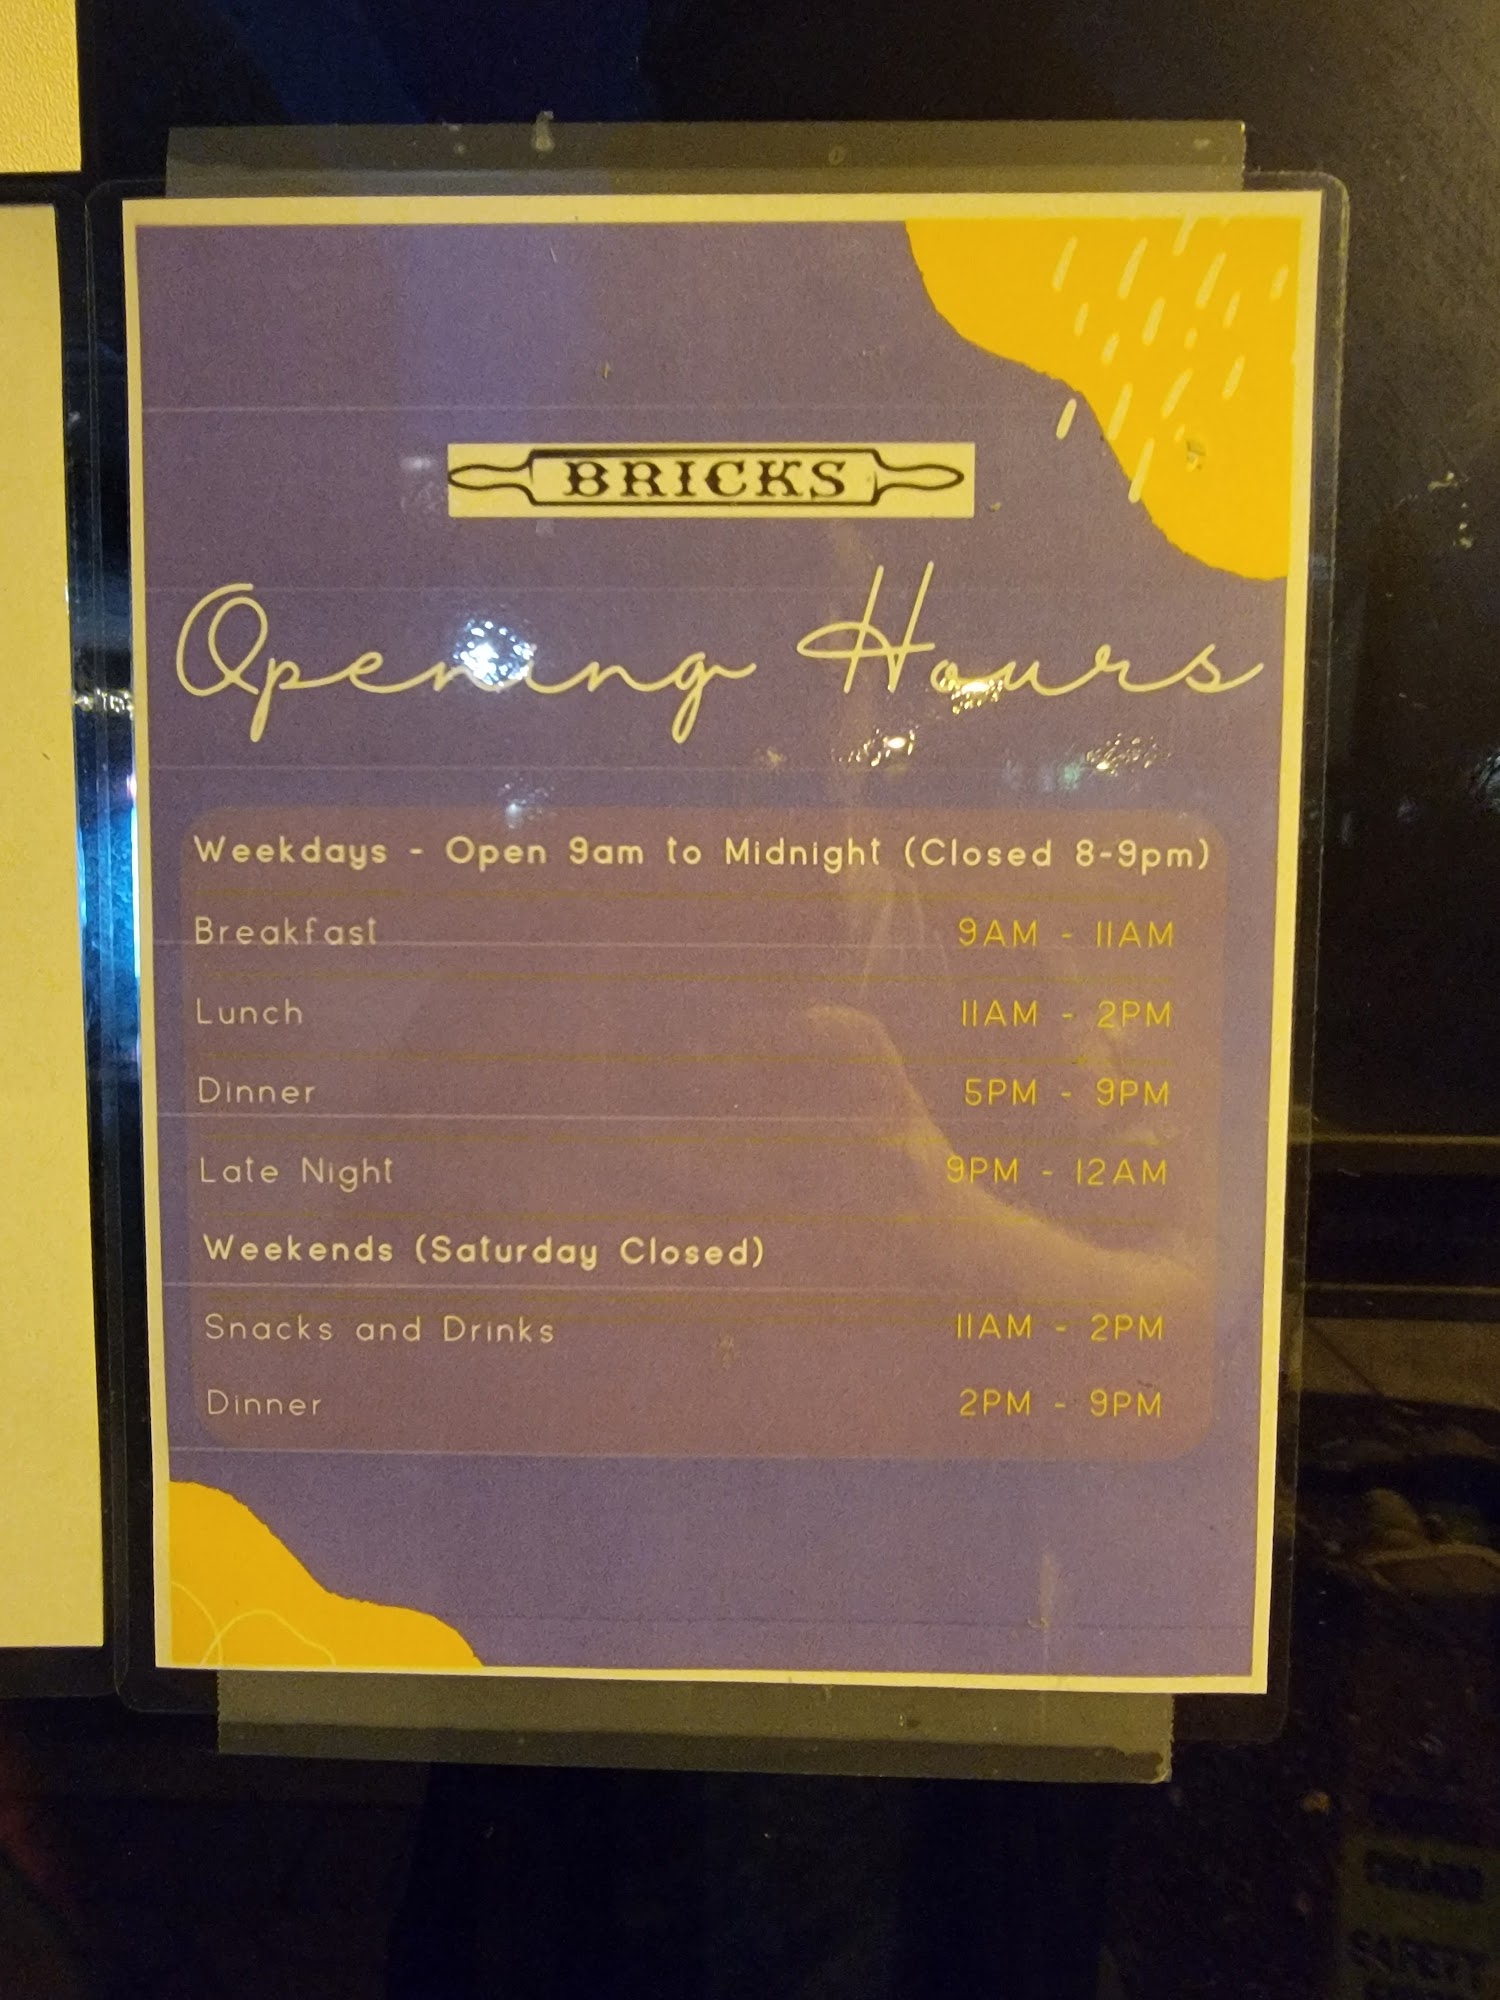 BRICKS
Opening Hours
Weekdays - Open 9am to Midnight (Closed 8-9pm)
Breakfast 9AM - 11AM
Lunch 11AM - 2PM
Dinner 5PM - 9PM
Late Night 9PM - 12AM
Weekends (Saturday Closed)
Snacks and Drinks 11AM - 2PM
Dinner 2PM - 9PM
SAFETY